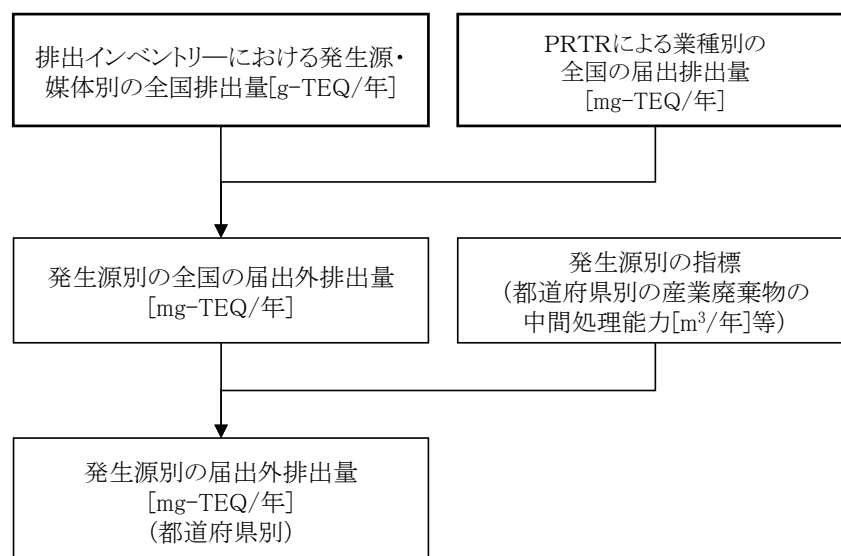 排出インベントリーにおける発生源・
媒体別の全国排出量[g-TEQ/年]
PRTRによる業種別の
全国の届出排出量
[mg-TEQ/年]
発生源別の全国の届出外排出量
[mg-TEQ/年]
発生源別の指標
(都道府県別の産業廃棄物の
中間処理能力[m³/年]等)
発生源別の届出外排出量
[mg-TEQ/年]
(都道府県別)